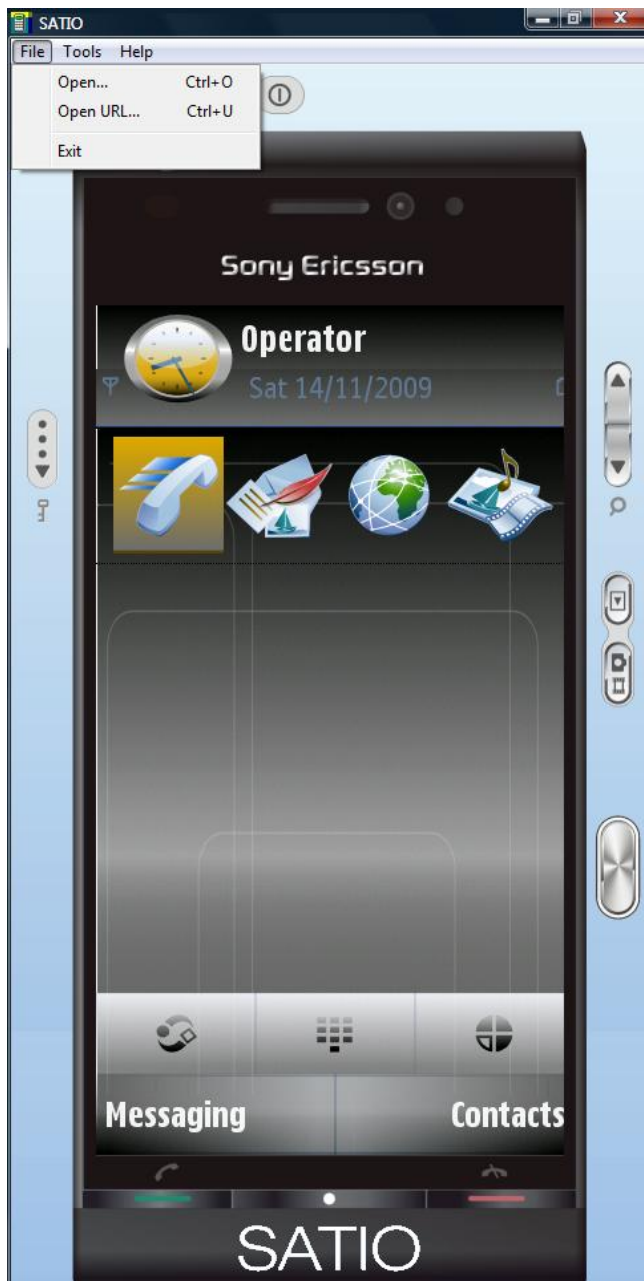 SATIO
File Tools Help
Open... Ctrl+O
Open URL... Ctrl+U
Exit
Sony Ericsson
Operator
Sat 14/11/2009
Messaging Contacts
SATIO